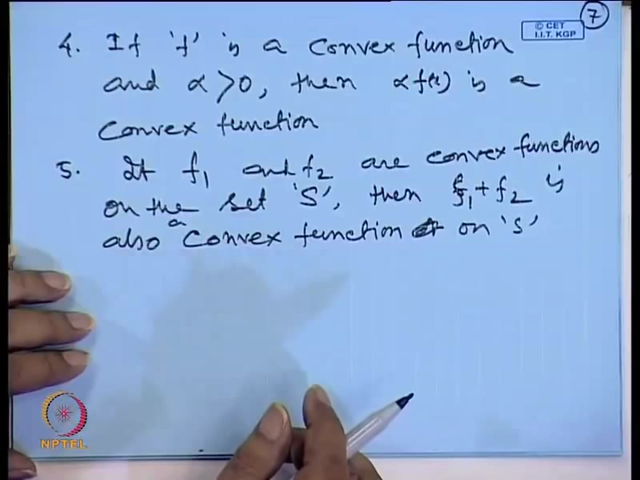 7
© CET
I.I.T. KGP
4. If 'f' is a convex function
and α > 0, then αf(x) is a
convex function
5. If f1 and f2 are convex functions
on the set 'S', then f1 + f2 is
also a convex function on 'S'
NPTEL